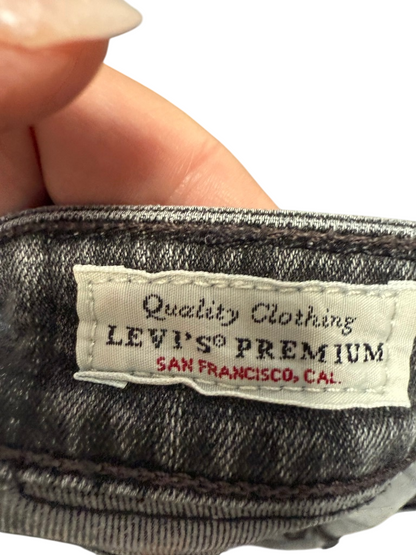 Quality Clothing
LEVI'S® PREMIUM
SAN FRANCISCO, CAL.